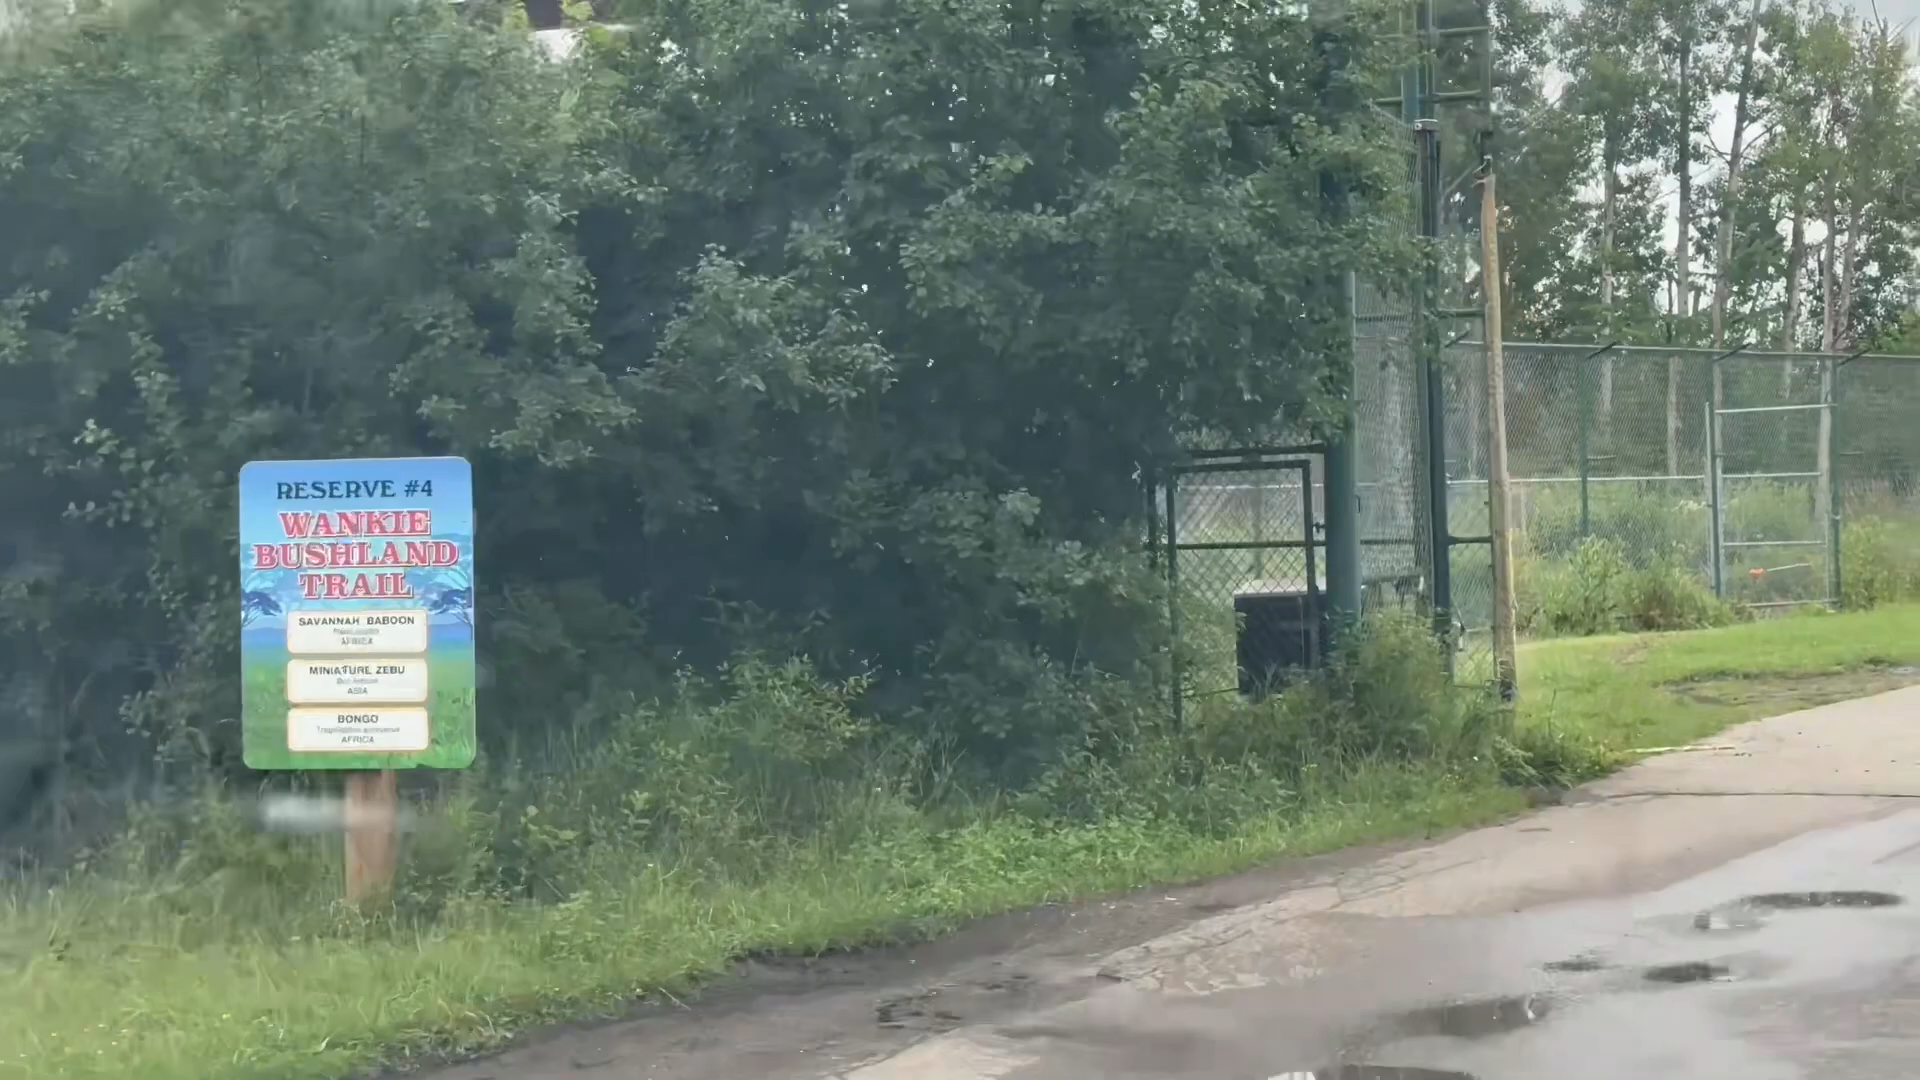 RESERVE #4
WANKIE
BUSHLAND
TRAIL
SAVANNAH BABOON
AFRICA
MINIATURE ZEBU
ASIA
BONGO
AFRICA